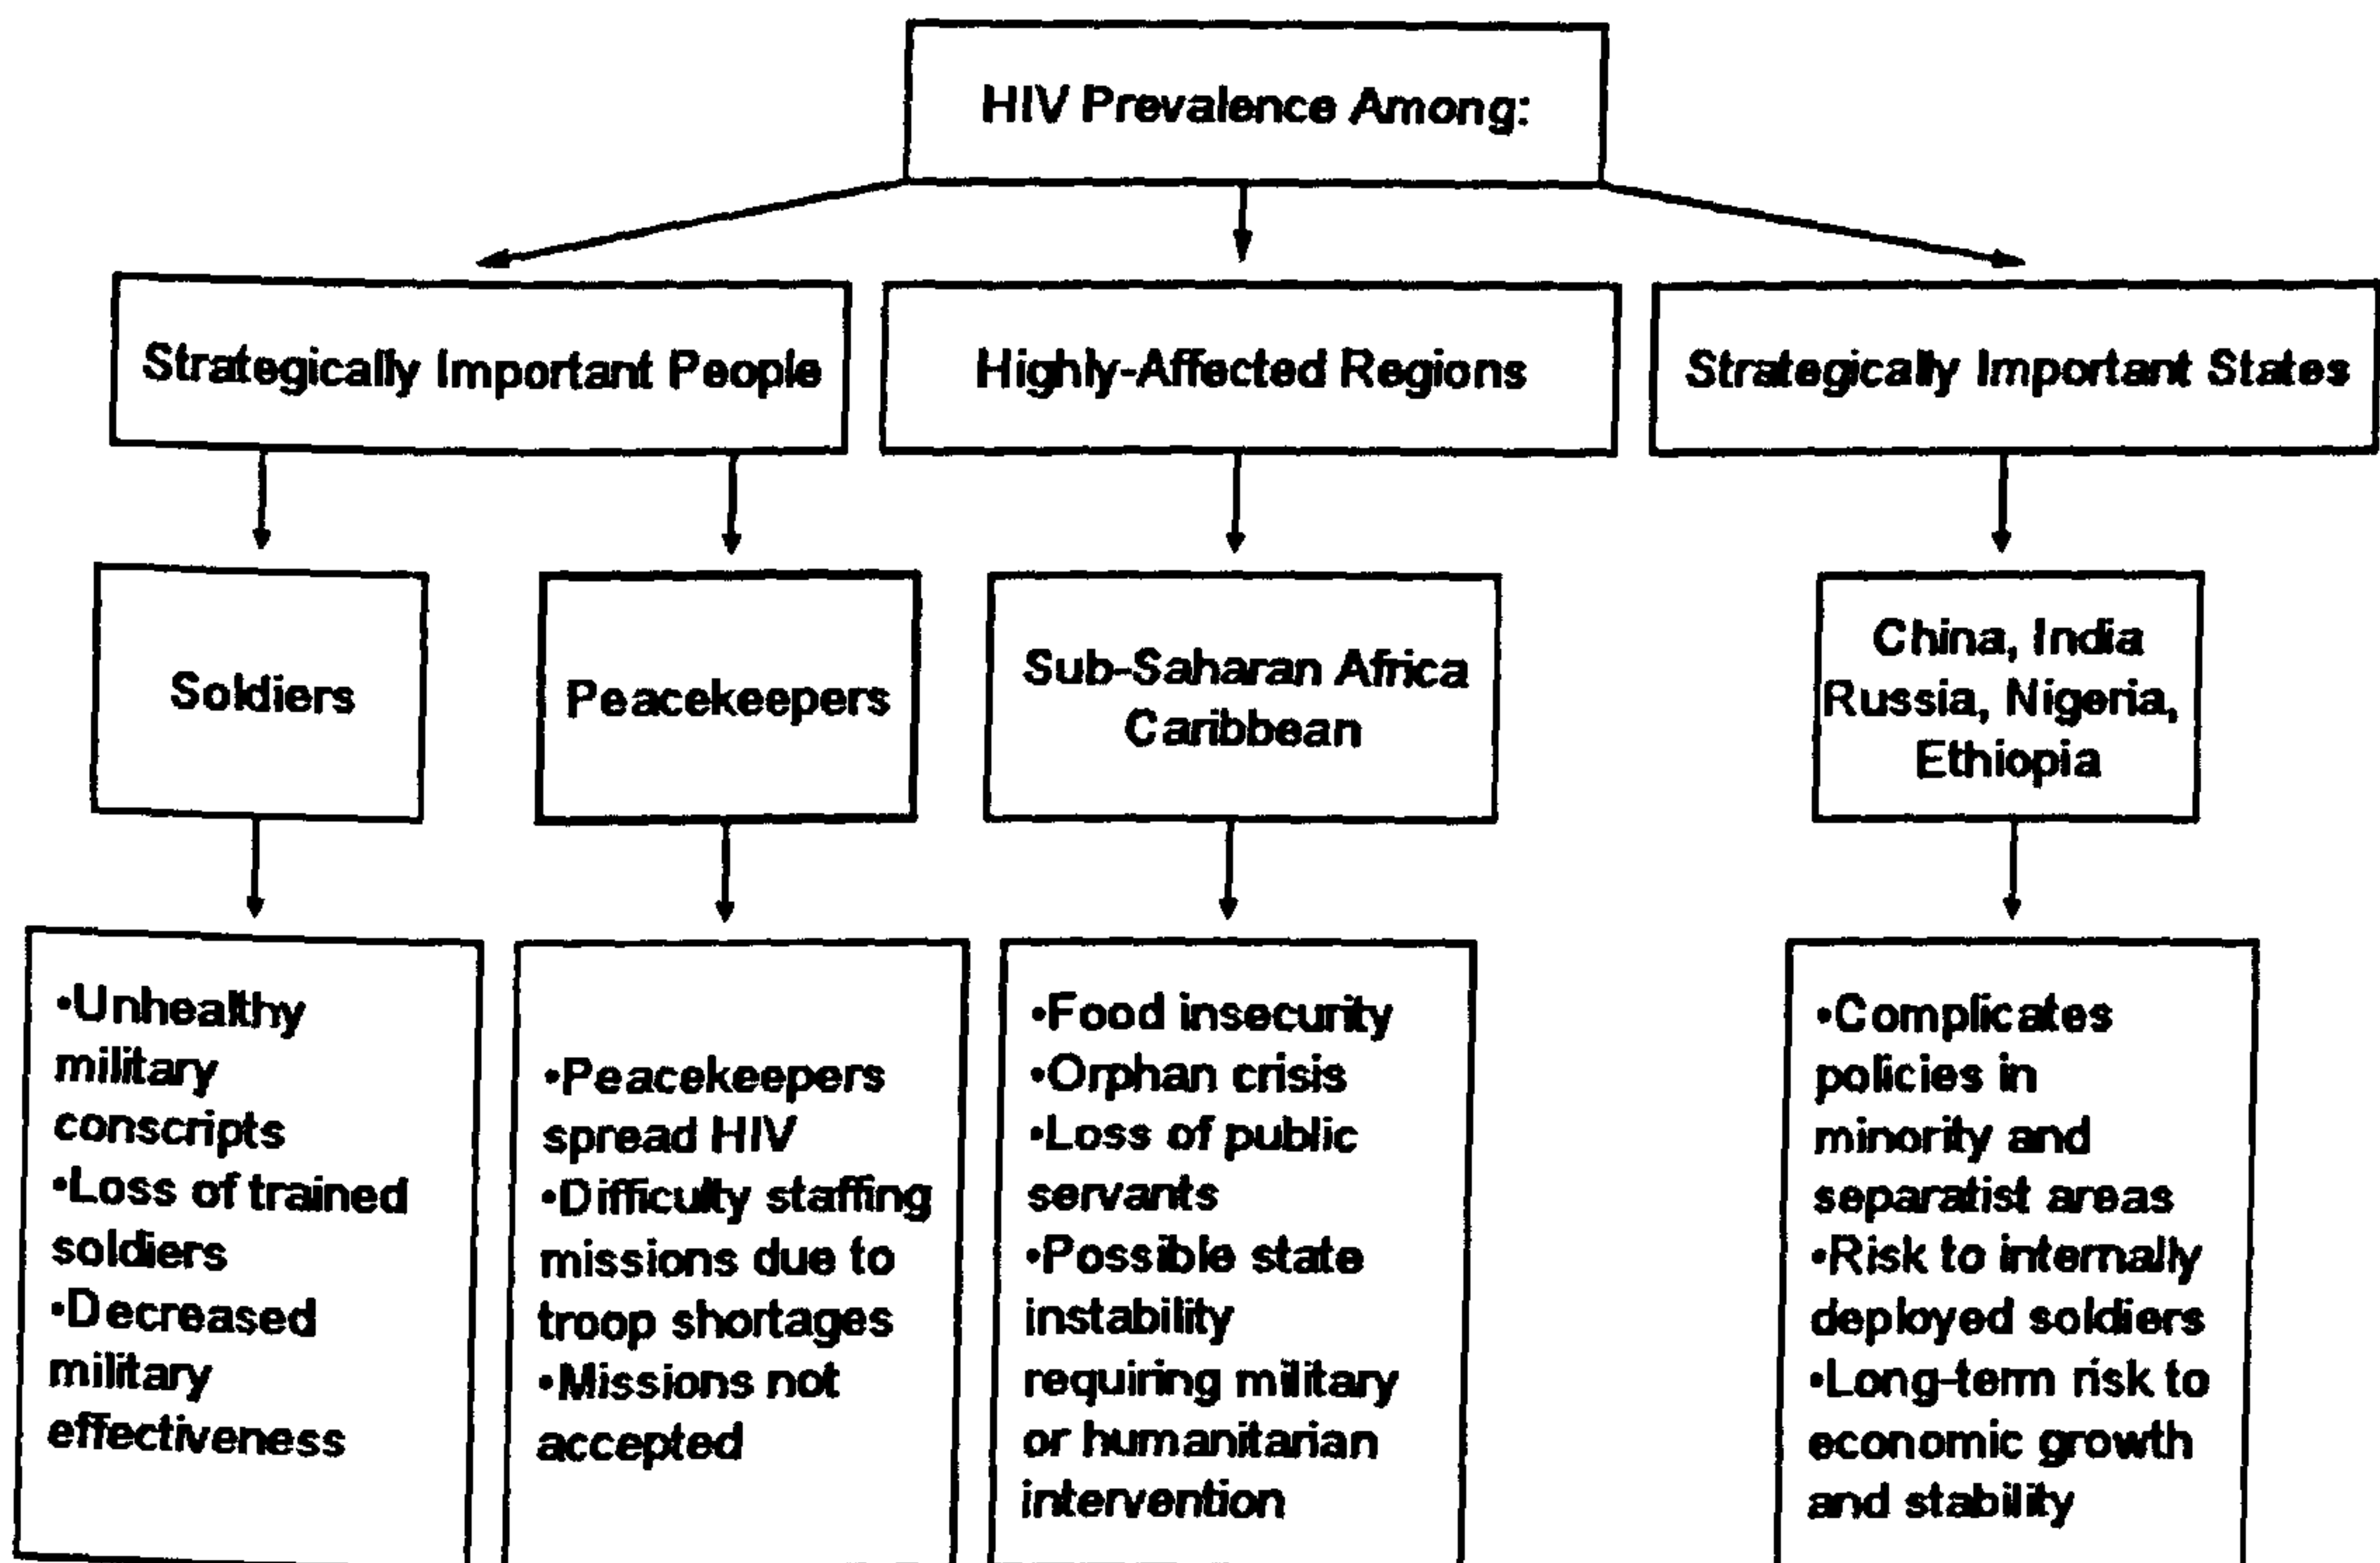 HIV Prevalence Among:
Strategically Important People
Highly-Affected Regions
Strategically Important States
Soldiers
Peacekeepers
Sub-Saharan Africa
Caribbean
China, India
Russia, Nigeria,
Ethiopia
•Unhealthy
military
conscripts
•Loss of trained
soldiers
•Decreased
military
effectiveness
•Peacekeepers
spread HIV
•Difficulty staffing
missions due to
troop shortages
•Missions not
accepted
•Food insecurity
•Orphan crisis
•Loss of public
servants
•Possible state
instability
requiring military
or humanitarian
intervention
•Complicates
policies in
minority and
separatist areas
•Risk to internally
deployed soldiers
•Long-term risk to
economic growth
and stability